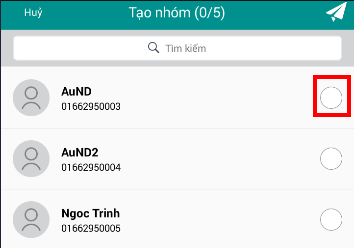 Huỷ Tạo nhóm (0/5)
Tìm kiếm
AuND
01662950003
AuND2
01662950004
Ngoc Trinh
01662950005